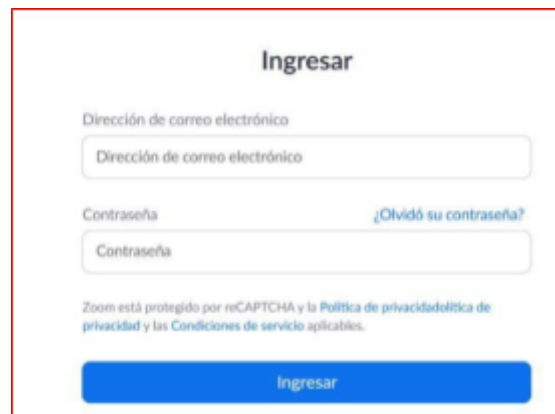 Ingresar
Dirección de correo electrónico
Dirección de correo electrónico
Contraseña ¿Olvidó su contraseña?
Contraseña
Zoom está protegido por reCAPTCHA y la Política de privacidadolítica de
privacidad y las Condiciones de servicio aplicables.
Ingresar